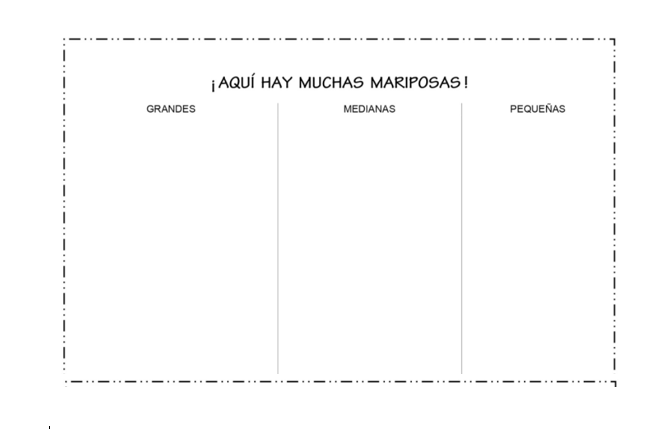 ¡AQUÍ HAY MUCHAS MARIPOSAS!
GRANDES MEDIANAS PEQUEÑAS